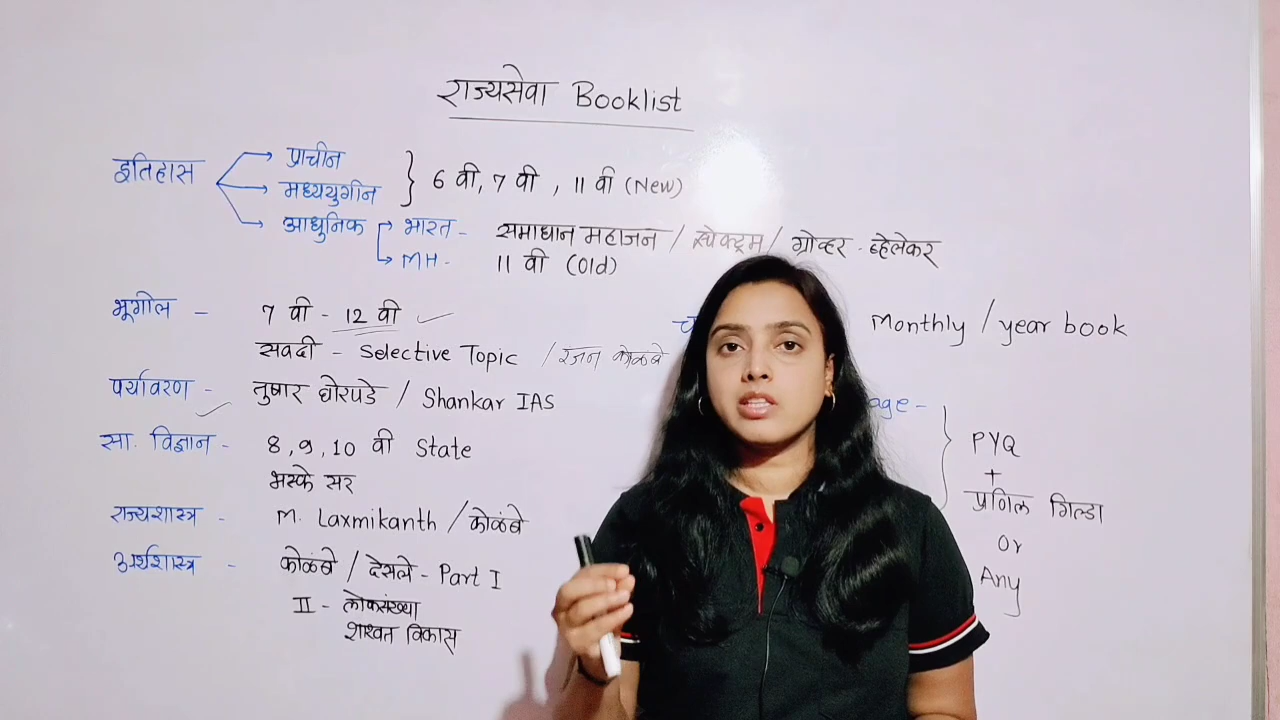 राज्यसेवा Booklist
इतिहास
प्राचीन
मध्ययुगीन
6 वी, 7 वी , 11 वी (New)
आधुनिक
भारत - समाधान महाजन / स्पेक्ट्रम / ग्रोव्हर - बेल्हेकर
MH - 11 वी (Old)
भूगोल - 7 वी - 12 वी
सवदी - Selective Topic / रंजन कोळंबे
पर्यावरण - तुषार घोरपडे / Shankar IAS
सा. विज्ञान - 8, 9, 10 वी State
भस्के सर
राज्यशास्त्र - M. Laxmikanth / कोळंबे
अर्थशास्त्र - कोळंबे / देसले - Part I
II - लोकसंख्या
शाश्वत विकास
Monthly / year book
PYQ
+
प्रणिल गिल्डा
Or
Any